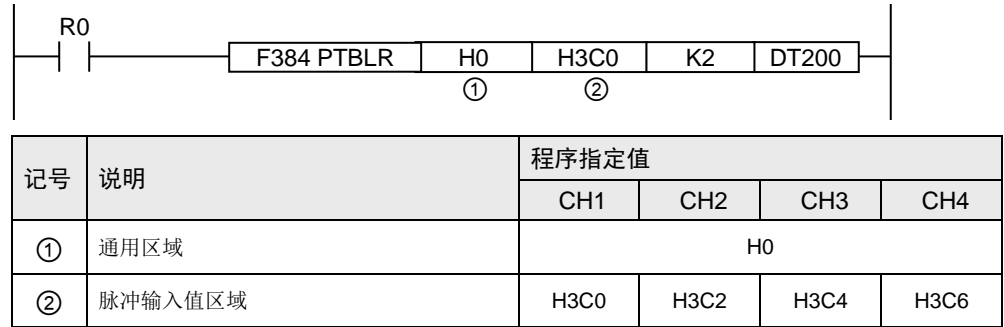 R0
F384 PTBLR H0 H3C0 K2 DT200
① ②
记号 说明 程序指定值
CH1 CH2 CH3 CH4
① 通用区域 H0
② 脉冲输入值区域 H3C0 H3C2 H3C4 H3C6